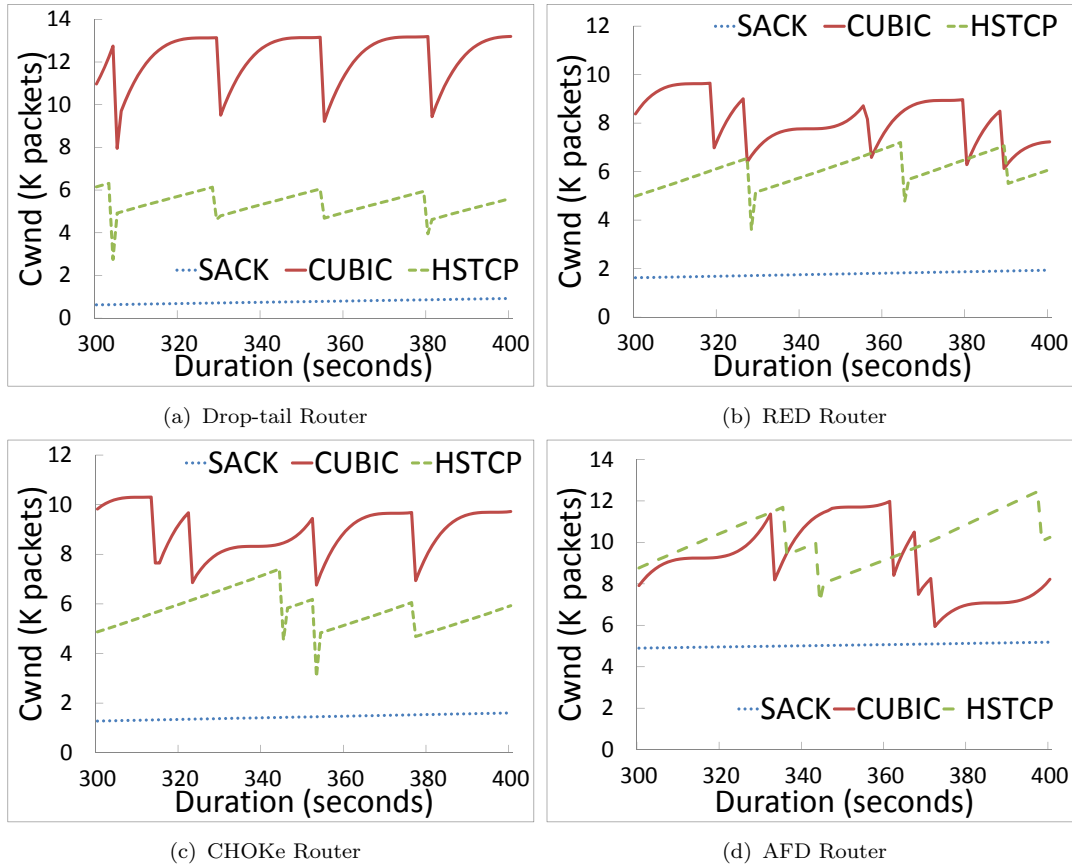 14
12
10
8
6
4
2
0
Cwnd (K packets)
SACK CUBIC HSTCP
300 320 340 360 380 400
Duration (seconds)
(a) Drop-tail Router
12
10
8
6
4
2
0
Cwnd (K packets)
SACK CUBIC HSTCP
300 320 340 360 380 400
Duration (seconds)
(b) RED Router
12
10
8
6
4
2
0
Cwnd (K packets)
SACK CUBIC HSTCP
300 320 340 360 380 400
Duration (seconds)
(c) CHOKe Router
14
12
10
8
6
4
2
0
Cwnd (K packets)
SACK CUBIC HSTCP
300 320 340 360 380 400
Duration (seconds)
(d) AFD Router